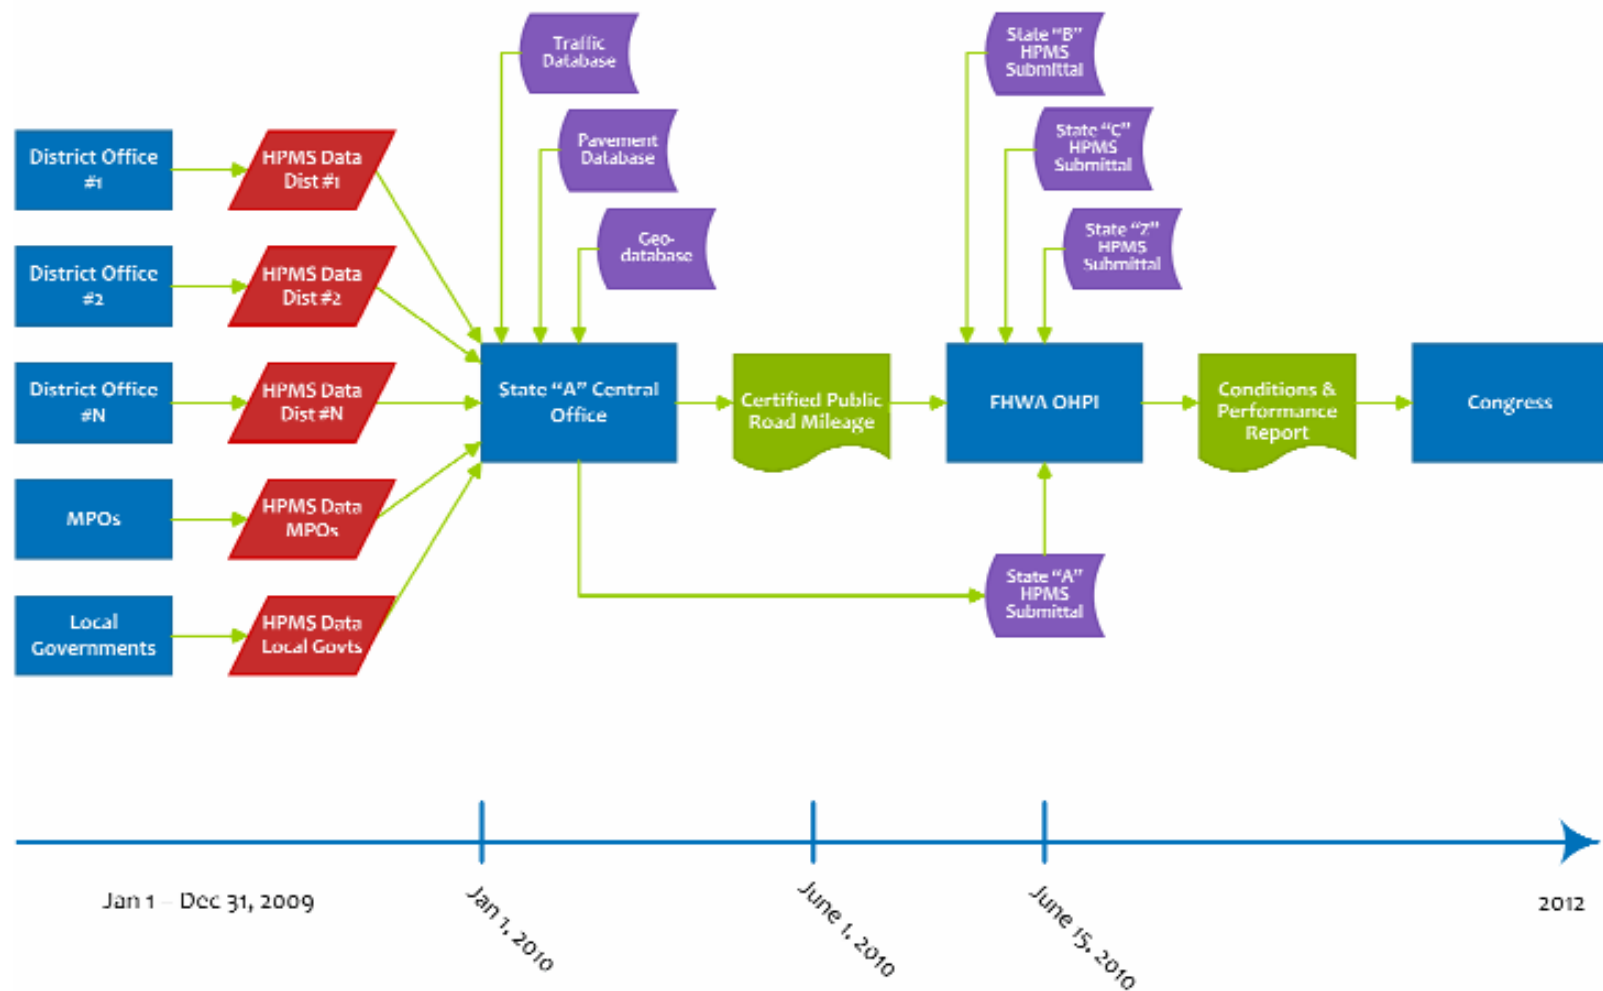 Traffic
Database
State “B”
HPMS
Submittal
Pavement
Database
State “C”
HPMS
Submittal
Geo-
database
State “Z”
HPMS
Submittal
District Office
#1
HPMS Data
Dist #1
District Office
#2
HPMS Data
Dist #2
District Office
#N
HPMS Data
Dist #N
State “A” Central
Office
Certified Public
Road Mileage
FHWA OHPI
Conditions &
Performance
Report
Congress
MPOs
HPMS Data
MPOs
Local
Governments
HPMS Data
Local Govts
State “A”
HPMS
Submittal
Jan 1 – Dec 31, 2009
Jan 1, 2010
June 1, 2010
June 15, 2010
2012